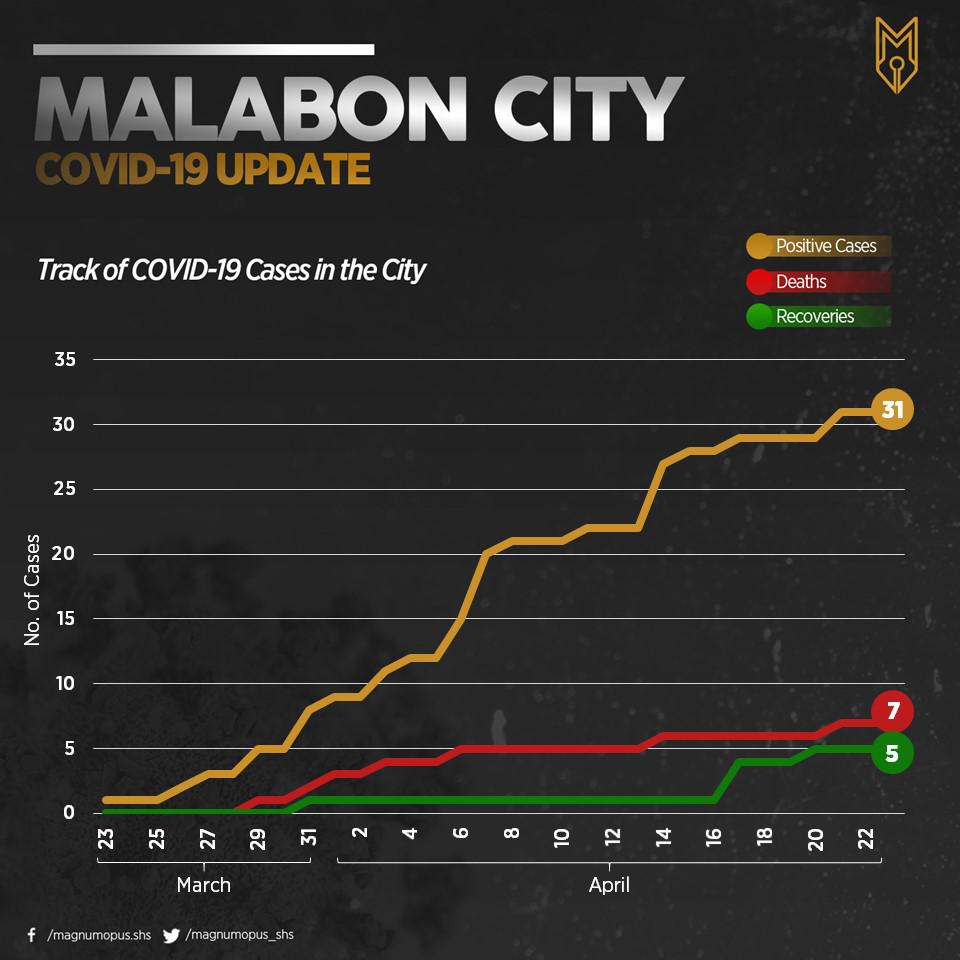 MALABON CITY
COVID-19 UPDATE
Track of COVID-19 Cases in the City
Positive Cases
Deaths
Recoveries
35
30
25
20
15
10
5
0
No. of Cases
31
7
5
23 25 27 29 31 2 4 6 8 10 12 14 16 18 20 22
March April
/magnumopus.shs /magnumopus_shs